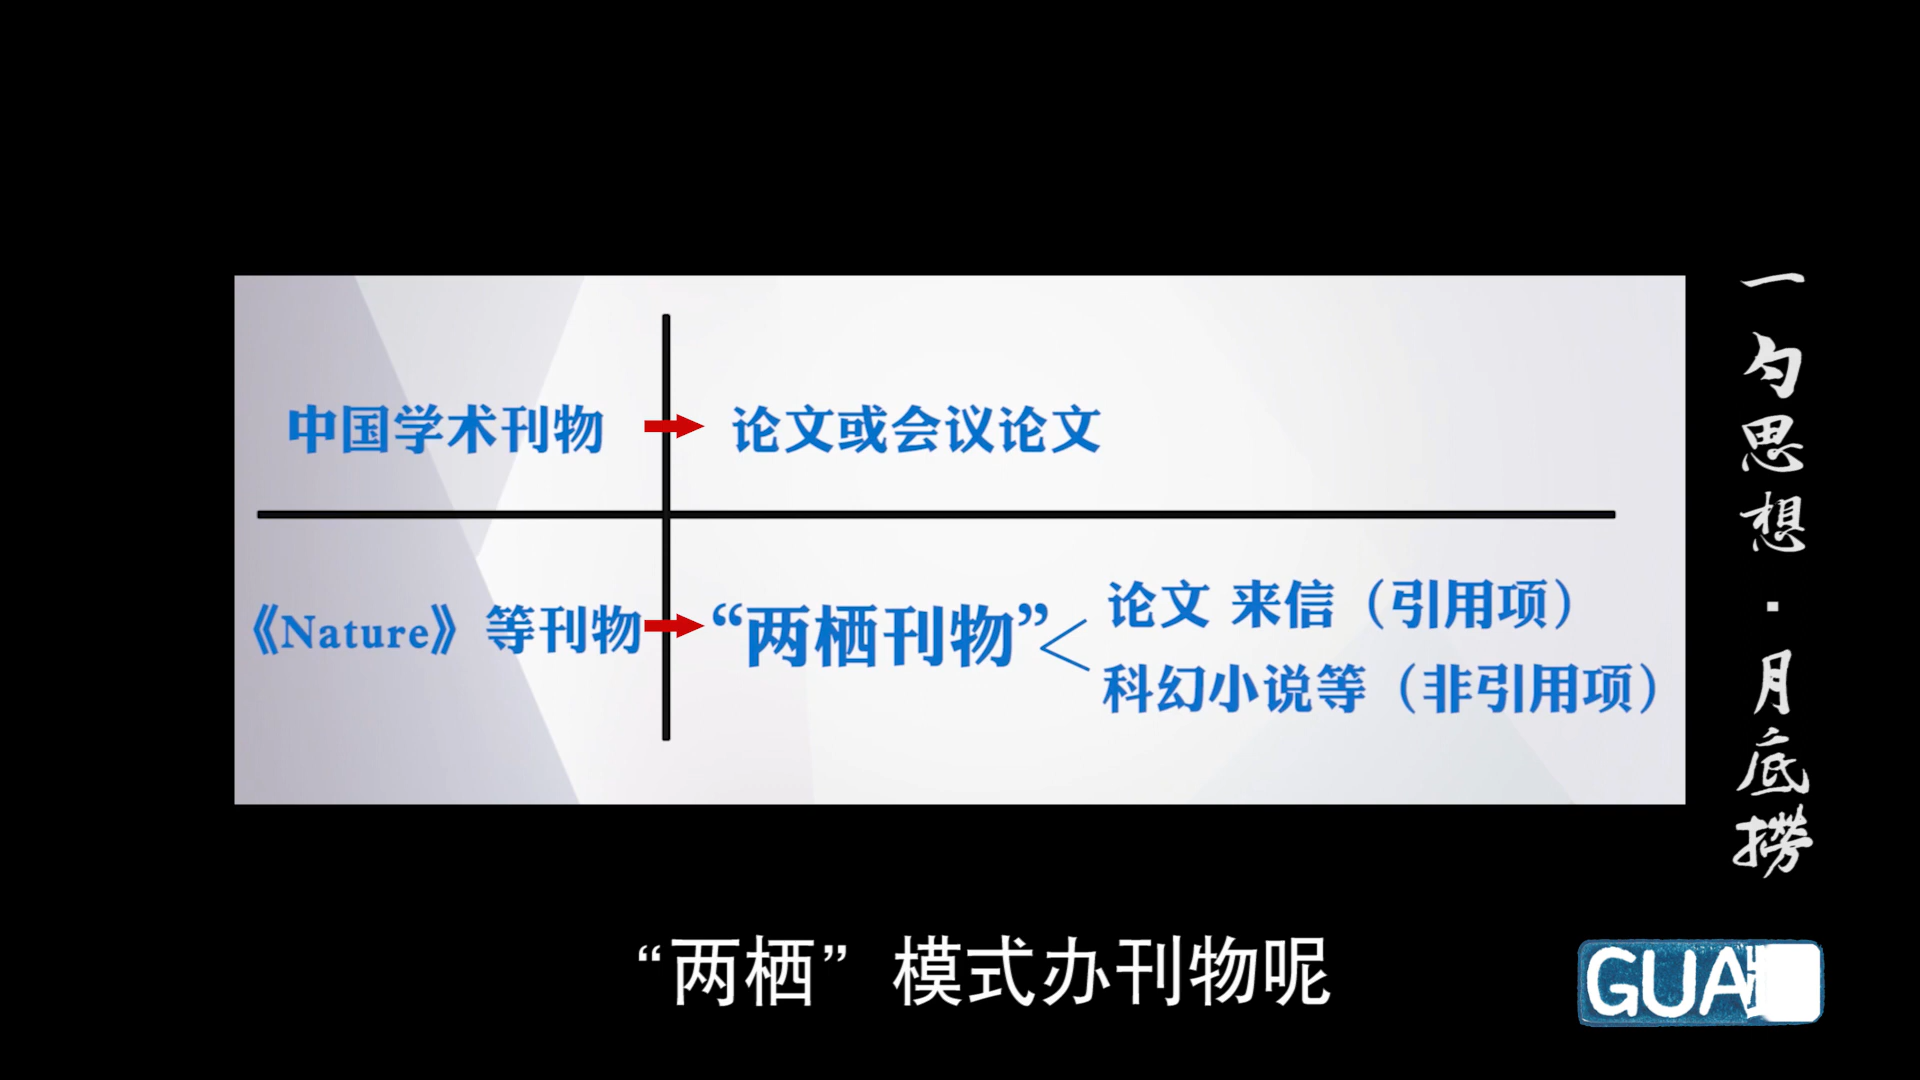 中国学术刊物 论文或会议论文
《Nature》等刊物 “两栖刊物” 论文 来信（引用项）
科幻小说等（非引用项）
一勺思想·月底捞
“两栖”模式办刊物呢
GUA